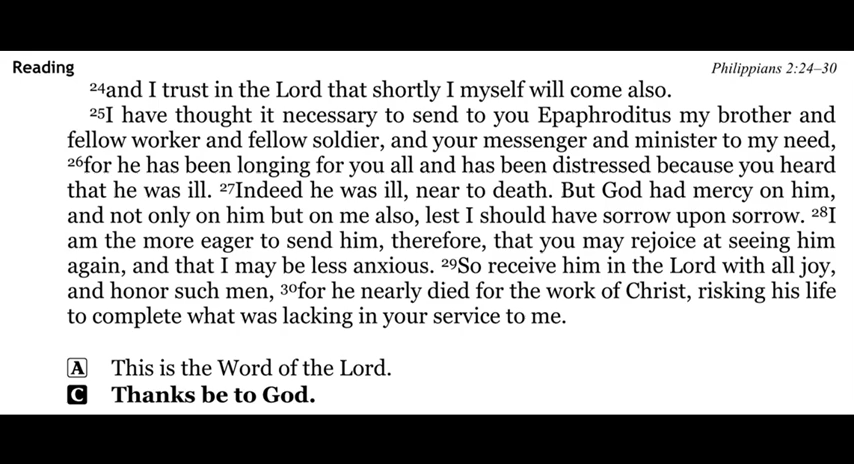 Reading
Philippians 2:24–30
²⁴and I trust in the Lord that shortly I myself will come also.
²⁵I have thought it necessary to send to you Epaphroditus my brother and
fellow worker and fellow soldier, and your messenger and minister to my need,
²⁶for he has been longing for you all and has been distressed because you heard
that he was ill. ²⁷Indeed he was ill, near to death. But God had mercy on him,
and not only on him but on me also, lest I should have sorrow upon sorrow. ²⁸I
am the more eager to send him, therefore, that you may rejoice at seeing him
again, and that I may be less anxious. ²⁹So receive him in the Lord with all joy,
and honor such men, ³⁰for he nearly died for the work of Christ, risking his life
to complete what was lacking in your service to me.
A This is the Word of the Lord.
C Thanks be to God.